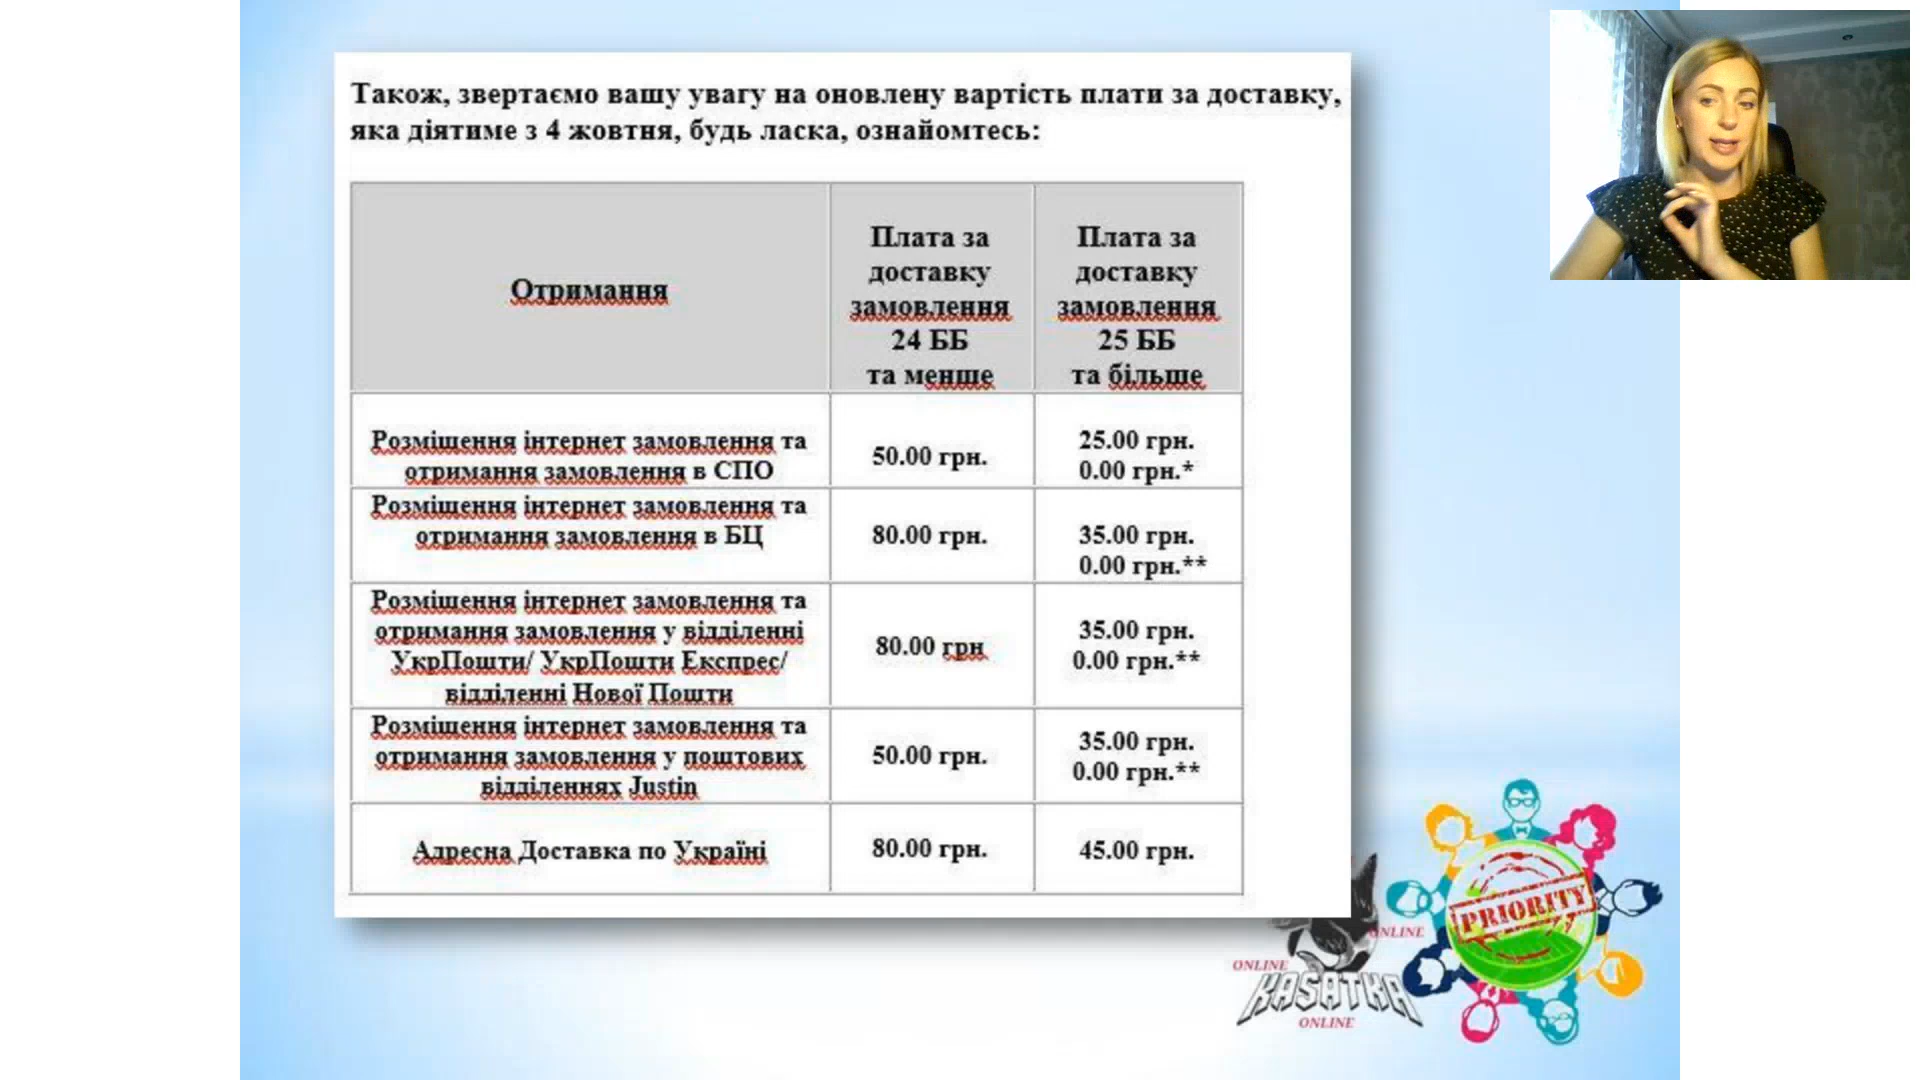 Також, звертаємо вашу увагу на оновлену вартість плати за доставку,
яка діятиме з 4 жовтня, будь ласка, ознайомтесь:
Отримання
Плата за
доставку
замовлення
24 ББ
та менше
Плата за
доставку
замовлення
25 ББ
та більше
Розміщення інтернет замовлення та
отримання замовлення в СПО
50.00 грн.
25.00 грн.
0.00 грн.*
Розміщення інтернет замовлення та
отримання замовлення в БЦ
80.00 грн.
35.00 грн.
0.00 грн.**
Розміщення інтернет замовлення та
отримання замовлення у відділенні
УкрПошти/ УкрПошти Експрес/
відділенні Нової Пошти
80.00 грн
35.00 грн.
0.00 грн.**
Розміщення інтернет замовлення та
отримання замовлення у поштових
відділеннях Justin
50.00 грн.
35.00 грн.
0.00 грн.**
Адресна Доставка по Україні
80.00 грн.
45.00 грн.
ONLINE
ONLINE
KASATKA
ONLINE
PRIORITY